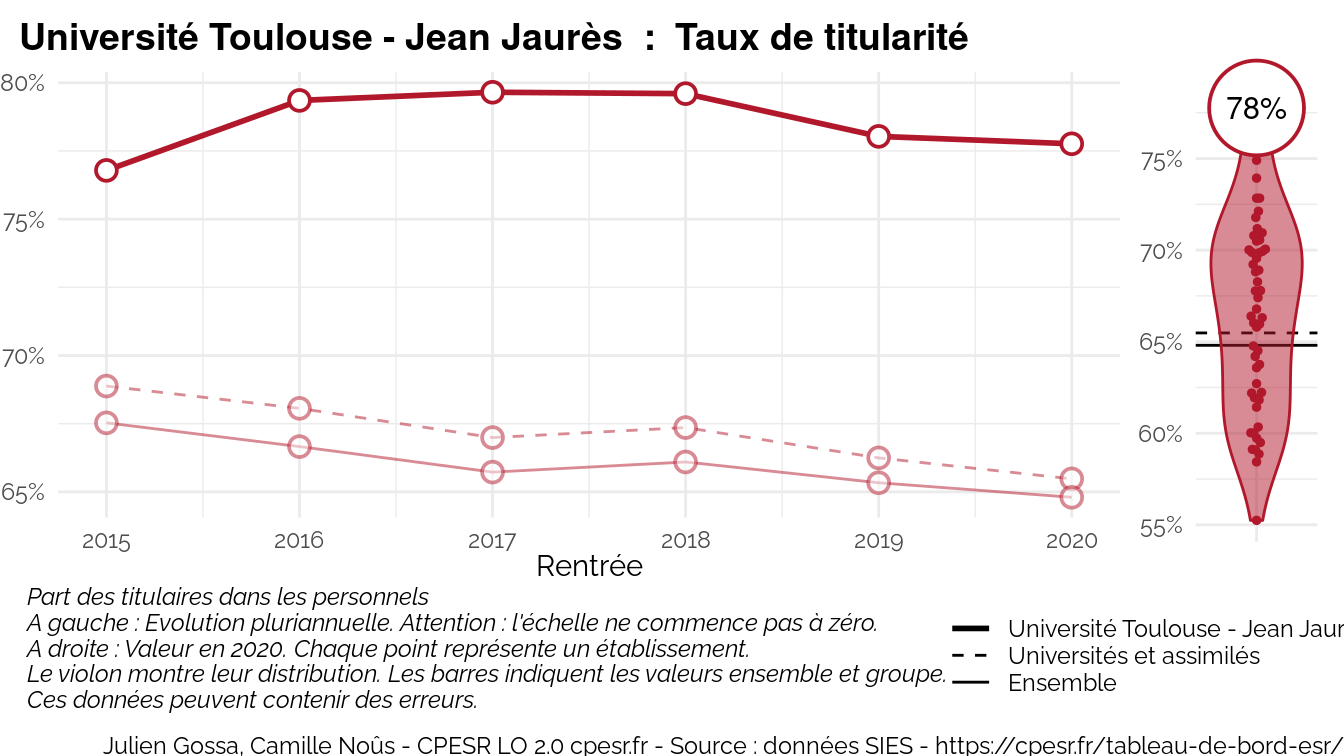 Université Toulouse - Jean Jaurès : Taux de titularité
80%
75%
70%
65%
2015 2016 2017 2018 2019 2020
Rentrée
78%
75%
70%
65%
60%
55%
Part des titulaires dans les personnels
A gauche : Evolution pluriannuelle. Attention : l'échelle ne commence pas à zéro.
A droite : Valeur en 2020. Chaque point représente un établissement.
Le violon montre leur distribution. Les barres indiquent les valeurs ensemble et groupe.
Ces données peuvent contenir des erreurs.
Université Toulouse - Jean Jaur
Universités et assimilés
Ensemble
Julien Gossa, Camille Noûs - CPESR LO 2.0 cpesr.fr - Source : données SIES - https://cpesr.fr/tableau-de-bord-esr/